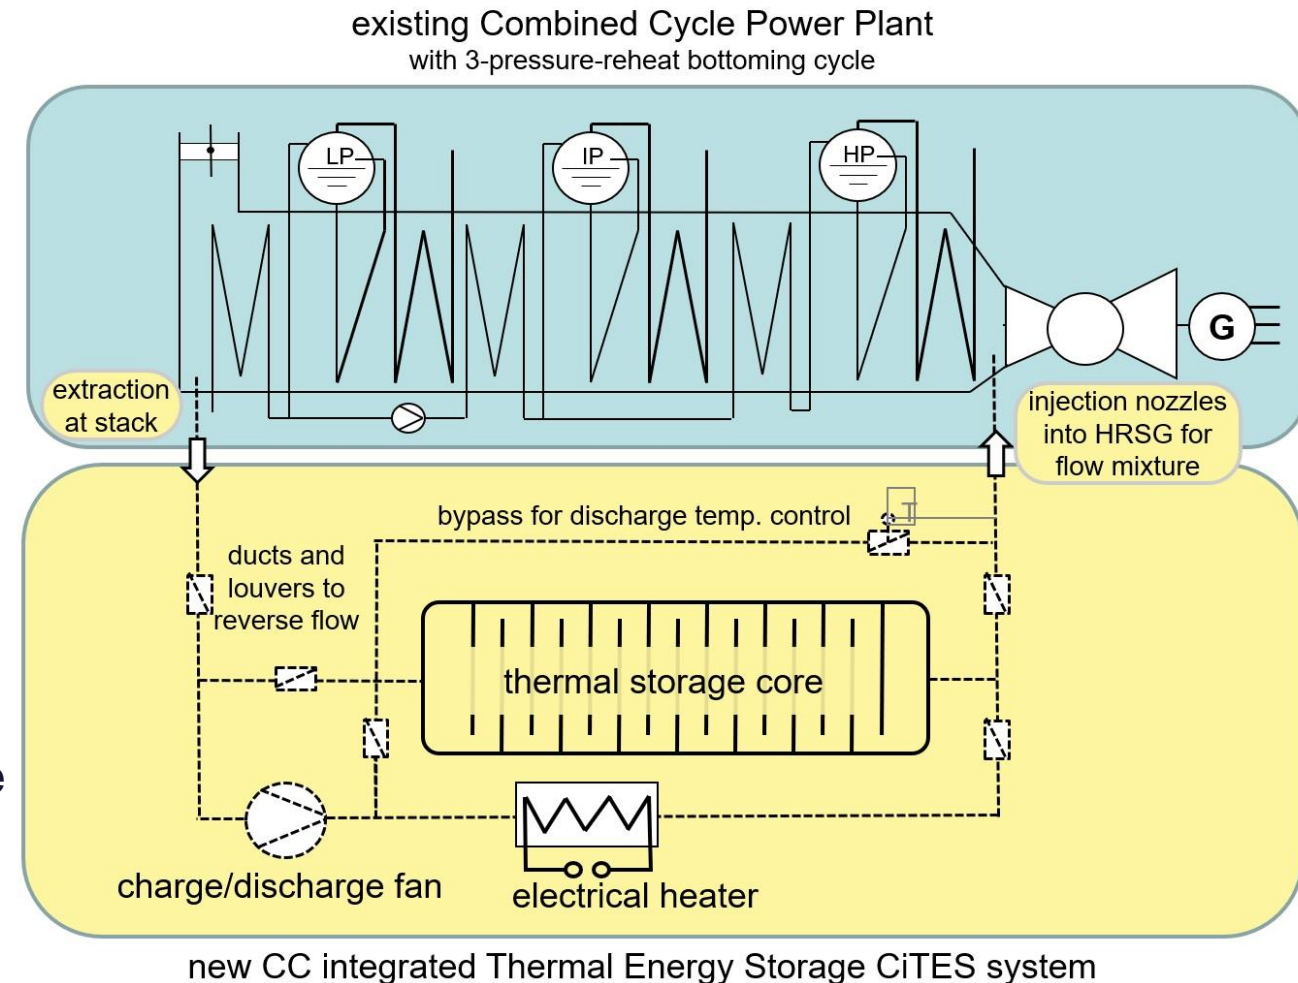 existing Combined Cycle Power Plant
with 3-pressure-reheat bottoming cycle
LP
IP
HP
G
extraction
at stack
injection nozzles
into HRSG for
flow mixture
T
bypass for discharge temp. control
ducts and
louvers to
reverse flow
thermal storage core
e
charge/discharge fan
electrical heater
new CC integrated Thermal Energy Storage CiTES system